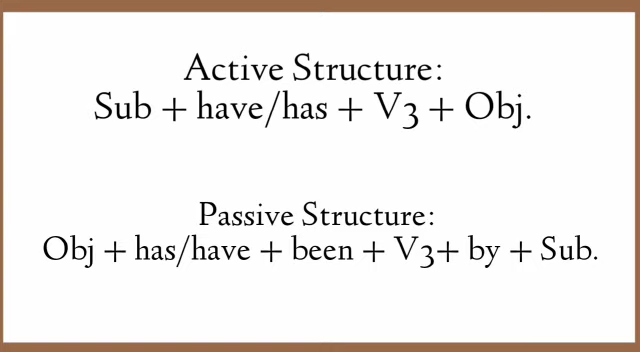 Active Structure:
Sub + have/has + V3 + Obj.
Passive Structure:
Obj + has/have + been + V3+ by + Sub.